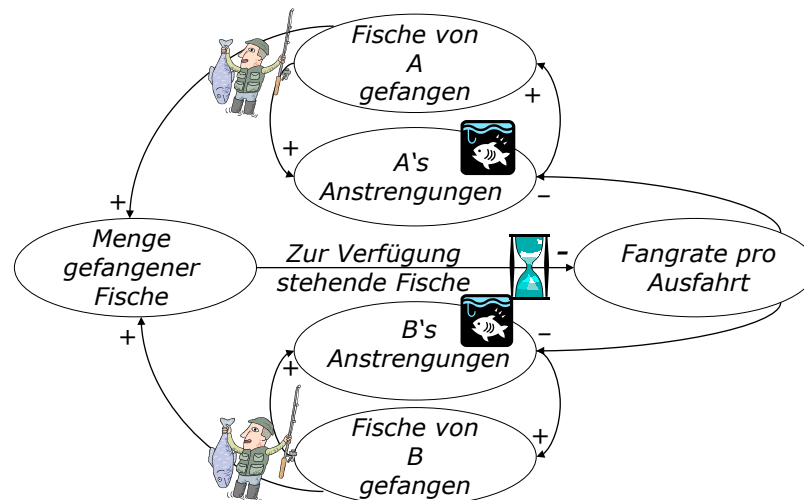 Fische von
A
gefangen
+
+
A's
Anstrengungen
–
+
Menge
gefangener
Fische
Zur Verfügung
stehende Fische
-
Fangrate pro
Ausfahrt
+
B's
Anstrengungen
–
+
Fische von
B
gefangen
+